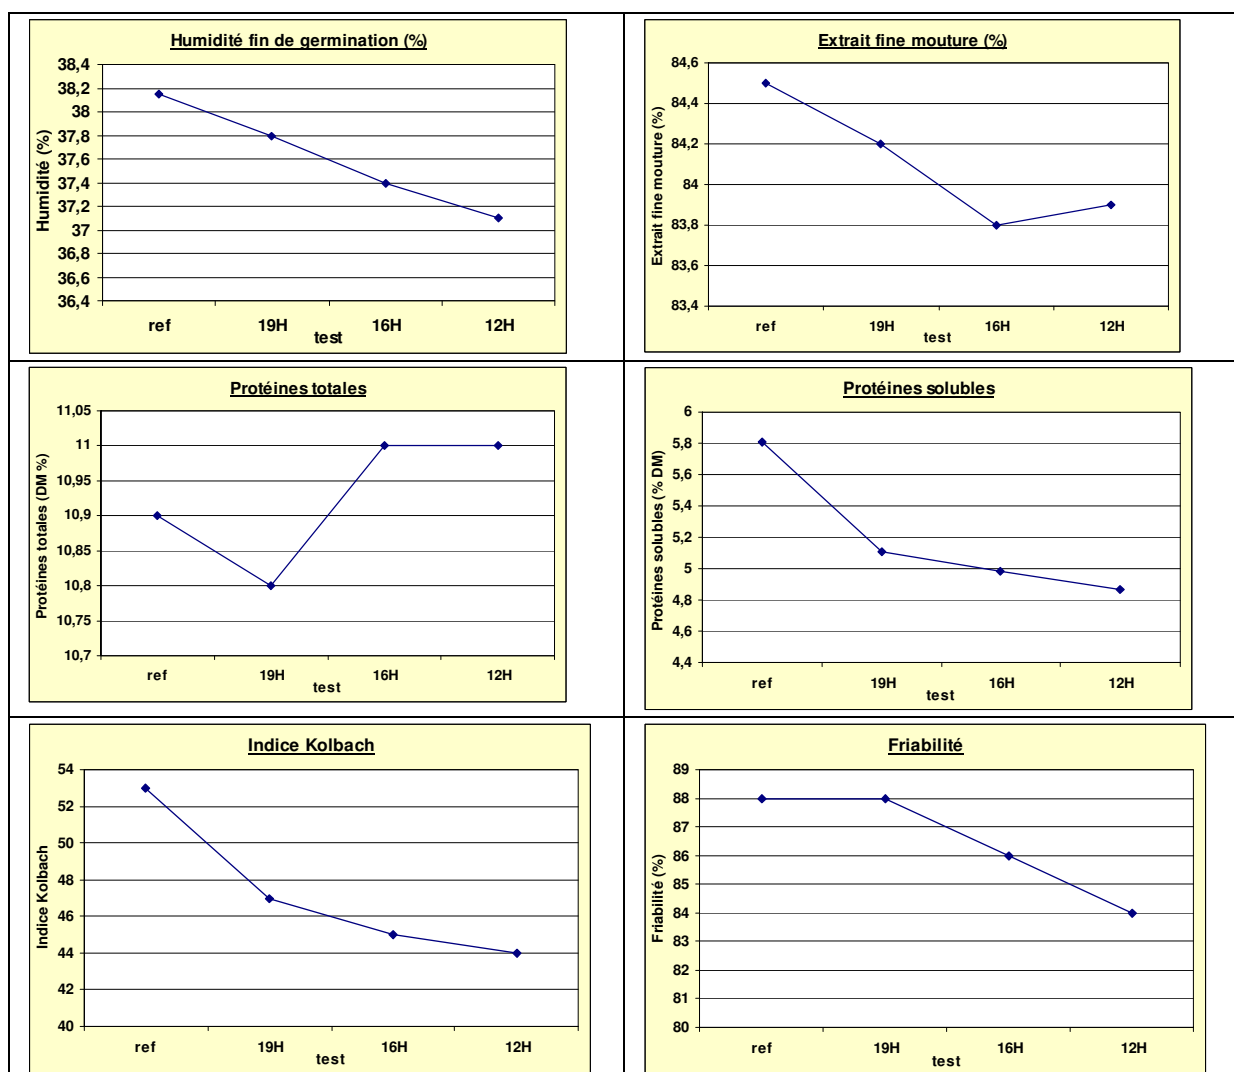 Humidité fin de germination (%)
38,4
38,2
38
37,8
37,6
37,4
37,2
37
36,8
36,6
36,4
Humidité (%)
ref 19H 16H 12H
test
Extrait fine mouture (%)
84,6
84,4
84,2
84
83,8
83,6
83,4
Extrait fine mouture (%)
ref 19H 16H 12H
test
Protéines totales
11,05
11
10,95
10,9
10,85
10,8
10,75
10,7
Protéines totales (DM %)
ref 19H 16H 12H
test
Protéines solubles
6
5,8
5,6
5,4
5,2
5
4,8
4,6
4,4
Protéines solubles (% DM)
ref 19H 16H 12H
test
Indice Kolbach
54
52
50
48
46
44
42
40
Indice Kolbach
ref 19H 16H 12H
test
Friabilité
89
88
87
86
85
84
83
82
81
80
Friabilité (%)
ref 19H 16H 12H
test